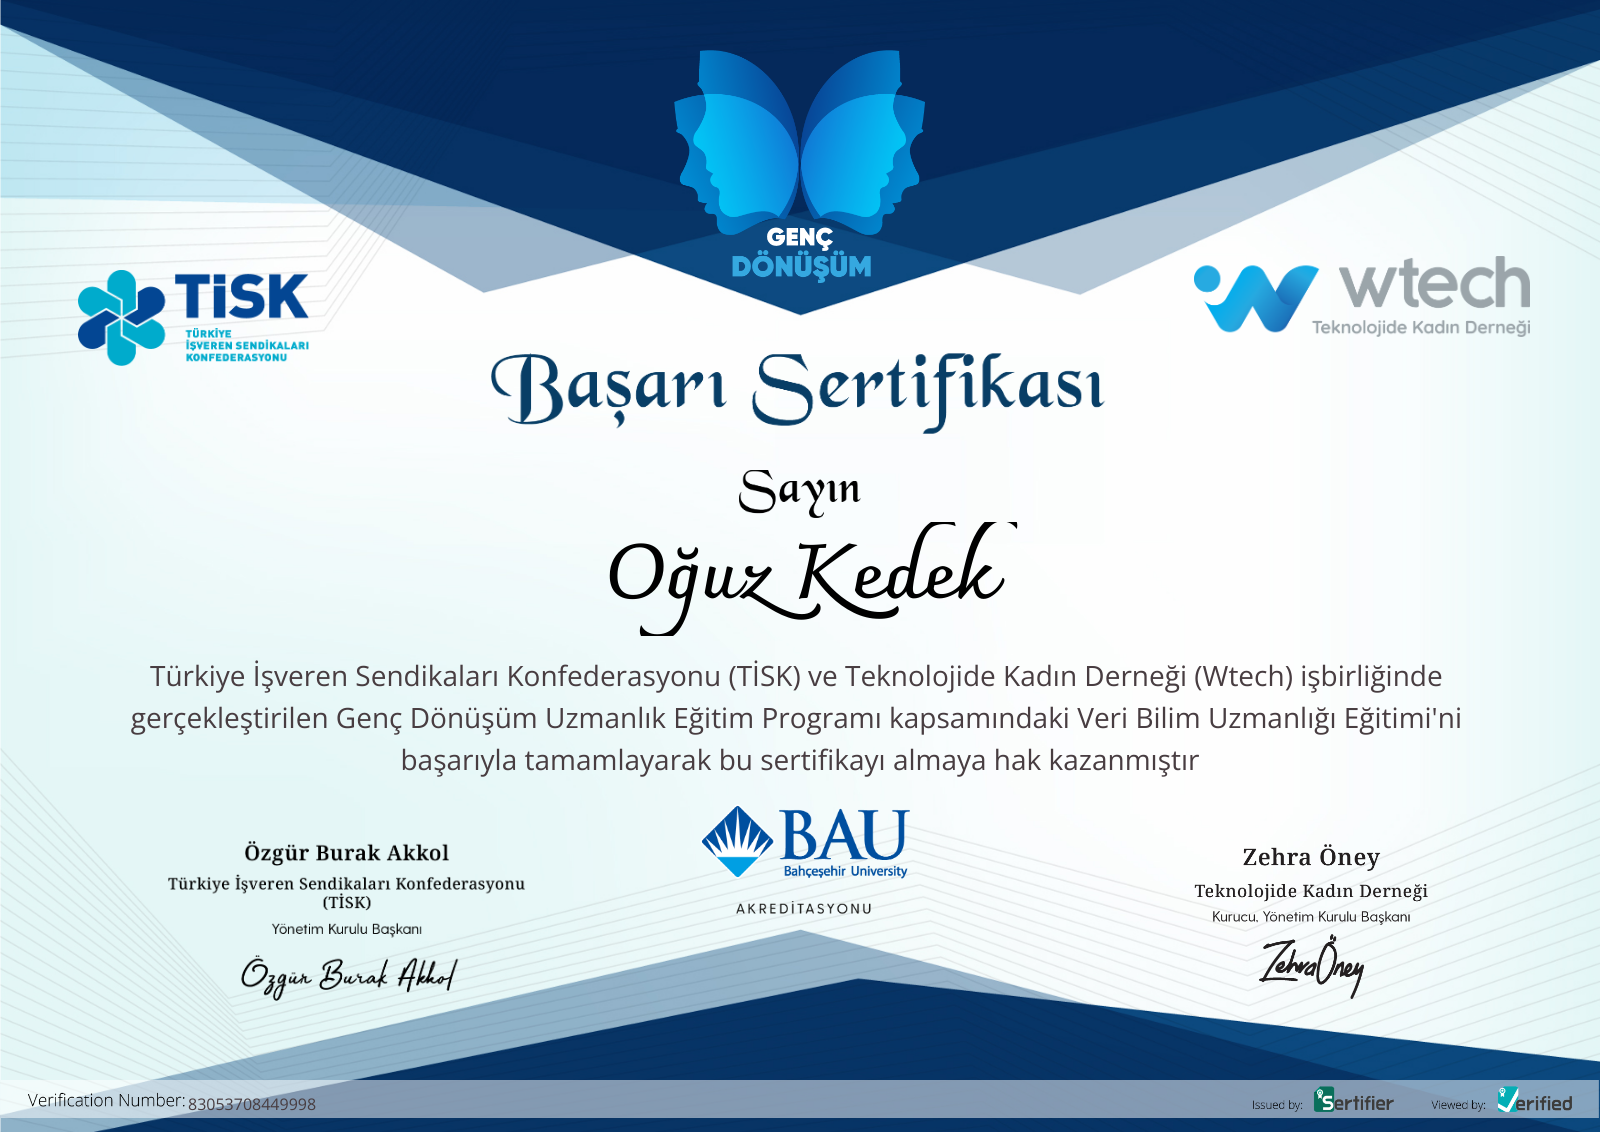 GENÇ
DÖNÜŞÜM
TİSK
TÜRKİYE
İŞVEREN SENDİKALARI
KONFEDERASYONU
wtech
Teknolojide Kadın Derneği
Başarı Sertifikası
Sayın
Oğuz Kedek
Türkiye İşveren Sendikaları Konfederasyonu (TİSK) ve Teknolojide Kadın Derneği (Wtech) işbirliğinde
gerçekleştirilen Genç Dönüşüm Uzmanlık Eğitim Programı kapsamındaki Veri Bilim Uzmanlığı Eğitimi'ni
başarıyla tamamlayarak bu sertifikayı almaya hak kazanmıştır
Özgür Burak Akkol
Türkiye İşveren Sendikaları Konfederasyonu
(TİSK)
Yönetim Kurulu Başkanı
Özgür Burak Akkol
BAU
Bahçeşehir University
AKREDİTASYONU
Zehra Öney
Teknolojide Kadın Derneği
Kurucu, Yönetim Kurulu Başkanı
Zehra Öney
Verification Number: 83053708449998
Issued by: Sertifier
Viewed by: Verified